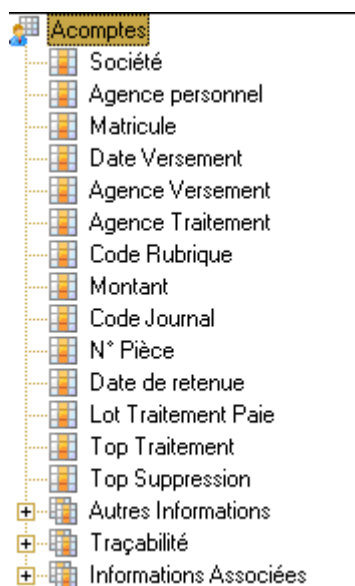 Acomptes
Société
Agence personnel
Matricule
Date Versement
Agence Versement
Agence Traitement
Code Rubrique
Montant
Code Journal
N° Pièce
Date de retenue
Lot Traitement Paie
Top Traitement
Top Suppression
Autres Informations
Traçabilité
Informations Associées